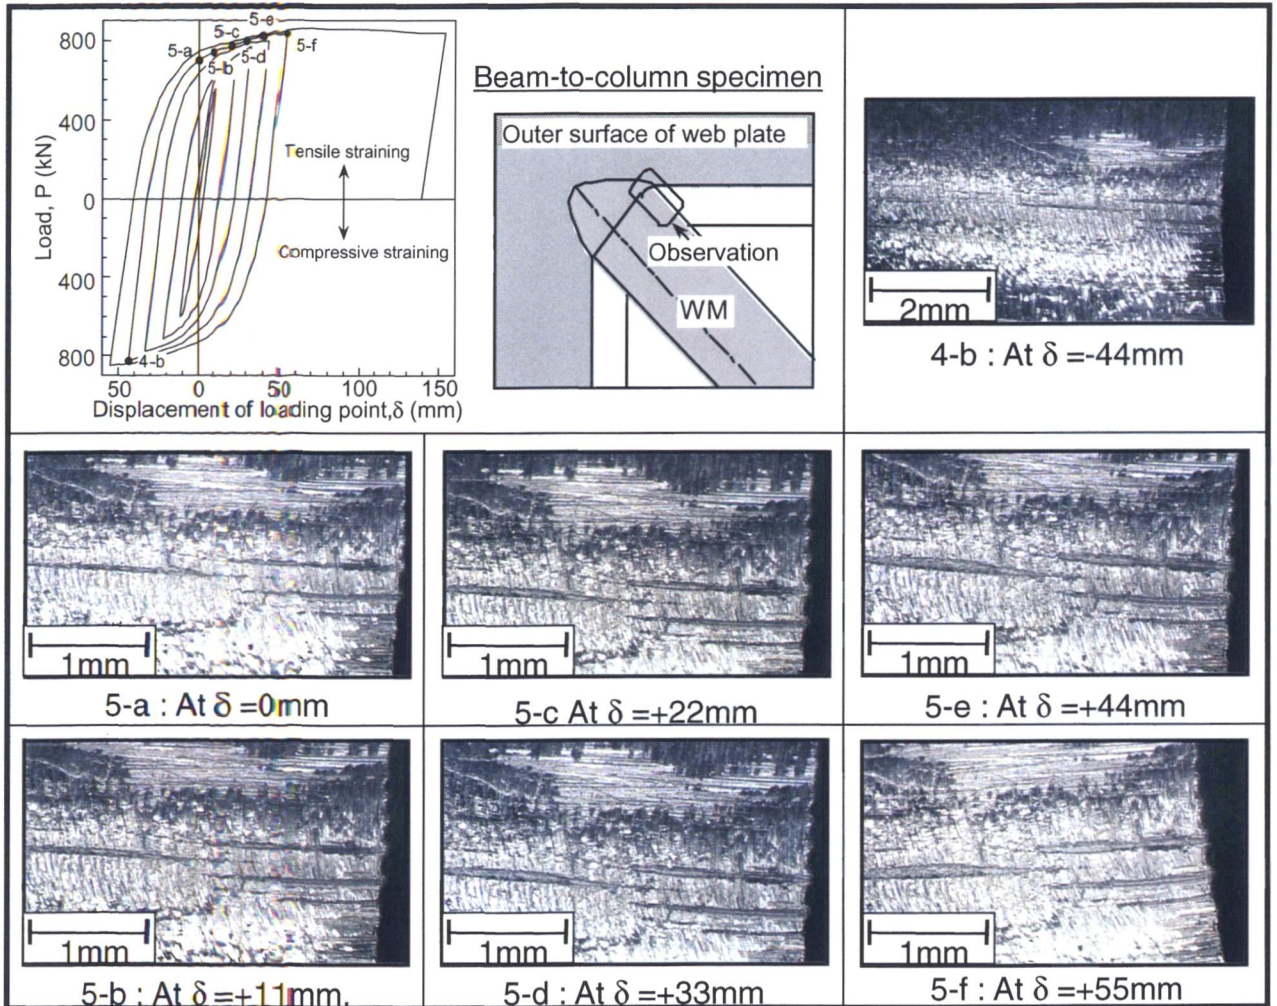 800
400
0
400
800
Load, P (kN)
5-a
5-c
5-e
5-b
5-d
5-f
4-b
Tensile straining
Compressive straining
50 0 50 100 150
Displacement of loading point,δ (mm)
Beam-to-column specimen
Outer surface of web plate
Observation
WM
2mm
4-b : At δ =-44mm
1mm
5-a : At δ =0mm
1mm
5-c At δ =+22mm
1mm
5-e : At δ =+44mm
1mm
5-b : At δ =+11mm.
1mm
5-d : At δ =+33mm
1mm
5-f : At δ =+55mm